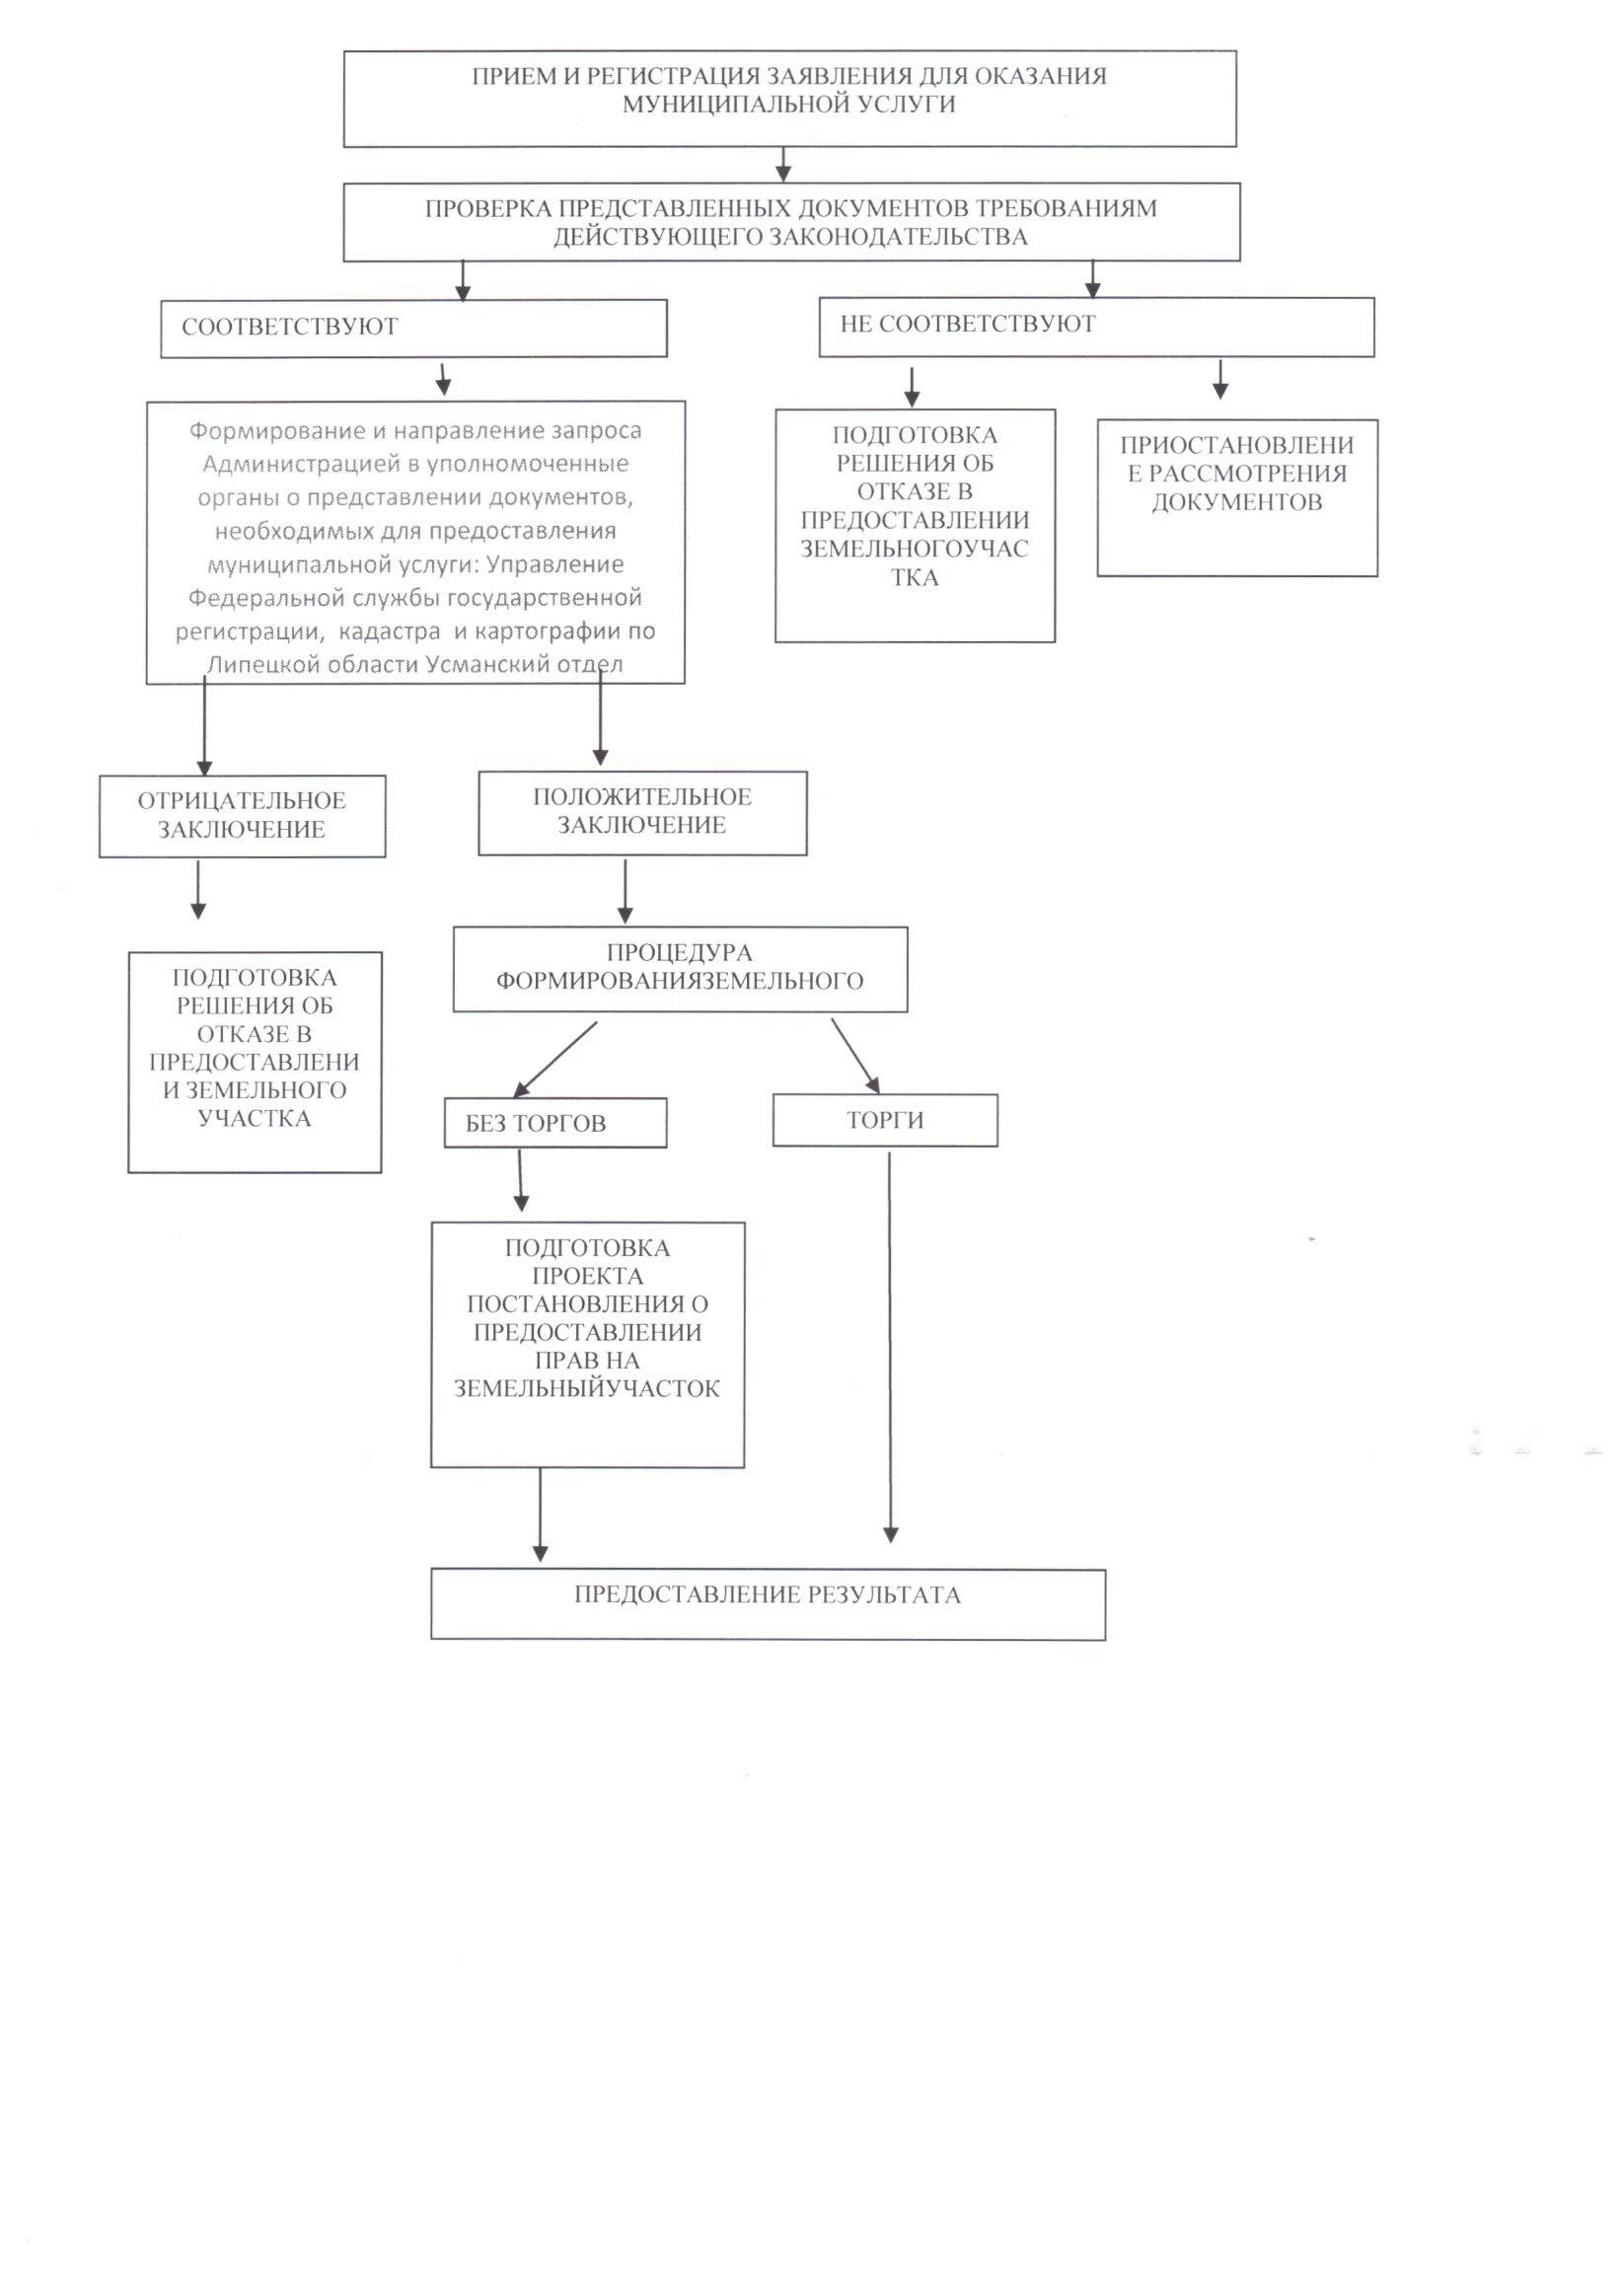 ПРИЕМ И РЕГИСТРАЦИЯ ЗАЯВЛЕНИЯ ДЛЯ ОКАЗАНИЯ
МУНИЦИПАЛЬНОЙ УСЛУГИ
ПРОВЕРКА ПРЕДСТАВЛЕННЫХ ДОКУМЕНТОВ ТРЕБОВАНИЯМ
ДЕЙСТВУЮЩЕГО ЗАКОНОДАТЕЛЬСТВА
СООТВЕТСТВУЮТ
НЕ СООТВЕТСТВУЮТ
Формирование и направление запроса
Администрацией в уполномоченные
органы о представлении документов,
необходимых для предоставления
муниципальной услуги: Управление
Федеральной службы государственной
регистрации, кадастра и картографии по
Липецкой области Усманский отдел
ПОДГОТОВКА
РЕШЕНИЯ ОБ
ОТКАЗЕ В
ПРЕДОСТАВЛЕНИИ
ЗЕМЕЛЬНОГОУЧАС
ТКА
ПРИОСТАНОВЛЕНИ
Е РАССМОТРЕНИЯ
ДОКУМЕНТОВ
ОТРИЦАТЕЛЬНОЕ
ЗАКЛЮЧЕНИЕ
ПОЛОЖИТЕЛЬНОЕ
ЗАКЛЮЧЕНИЕ
ПОДГОТОВКА
РЕШЕНИЯ ОБ
ОТКАЗЕ В
ПРЕДОСТАВЛЕНИ
И ЗЕМЕЛЬНОГО
УЧАСТКА
ПРОЦЕДУРА
ФОРМИРОВАНИЯЗЕМЕЛЬНОГО
БЕЗ ТОРГОВ
ТОРГИ
ПОДГОТОВКА
ПРОЕКТА
ПОСТАНОВЛЕНИЯ О
ПРЕДОСТАВЛЕНИИ
ПРАВ НА
ЗЕМЕЛЬНЫЙУЧАСТОК
ПРЕДОСТАВЛЕНИЕ РЕЗУЛЬТАТА